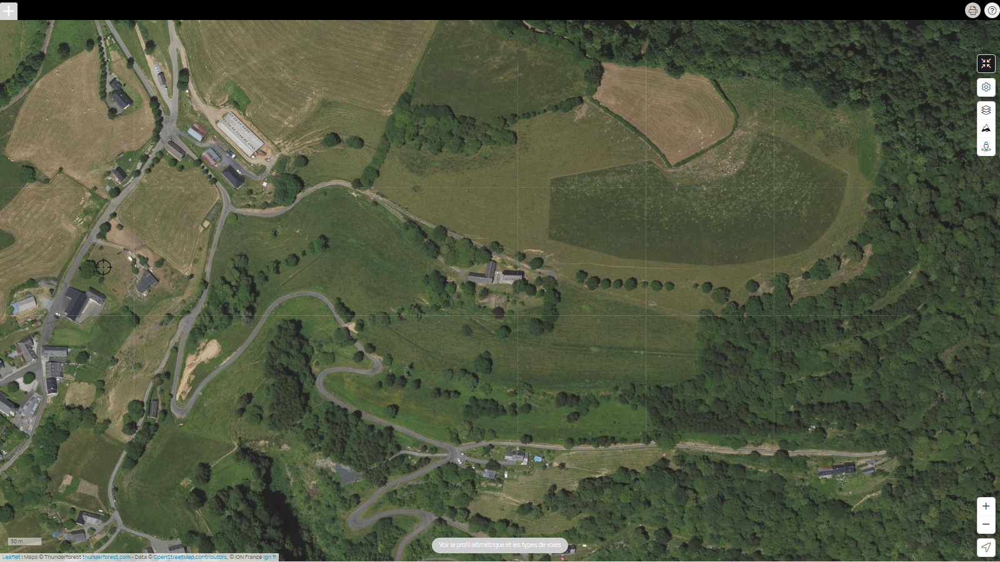 30 m
Voir le profil altimétrique et les types de voies
Leaflet | Maps © Thunderforest thunderforest.com - Data © OpenStreetMap contributors, © IGN France ign.fr